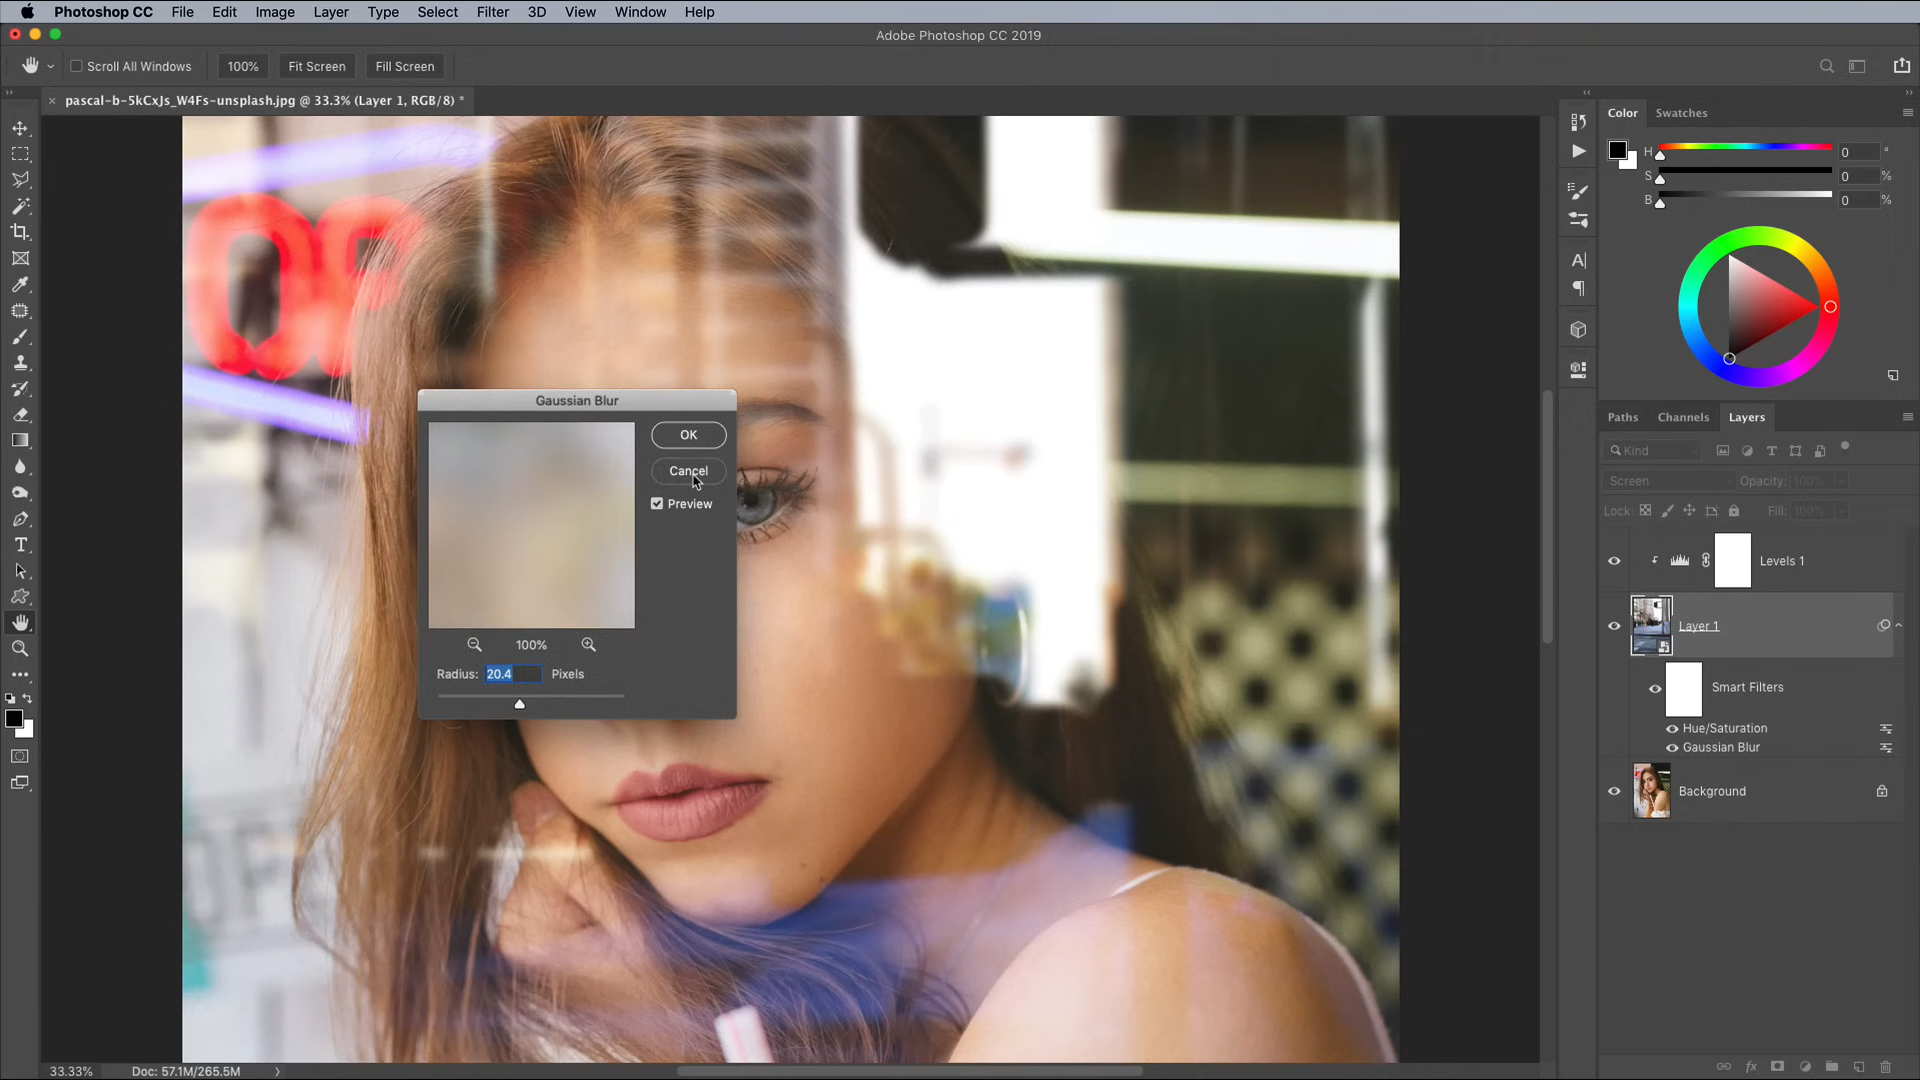 Photoshop CC File Edit Image Layer Type Select Filter 3D View Window Help
Adobe Photoshop CC 2019
Scroll All Windows 100% Fit Screen Fill Screen
pascal-b-5kCxJs_W4Fs-unsplash.jpg @ 33.3% (Layer 1, RGB/8) *
Color Swatches
H 0 °
S 0 %
B 0 %
Gaussian Blur
OK
Cancel
Preview
100%
Radius: 20.4 Pixels
Paths Channels Layers
Kind
Screen Opacity: 100%
Lock: Fill: 100%
Levels 1
Layer 1
Smart Filters
Hue/Saturation
Gaussian Blur
Background
33.33% Doc: 57.1M/265.5M